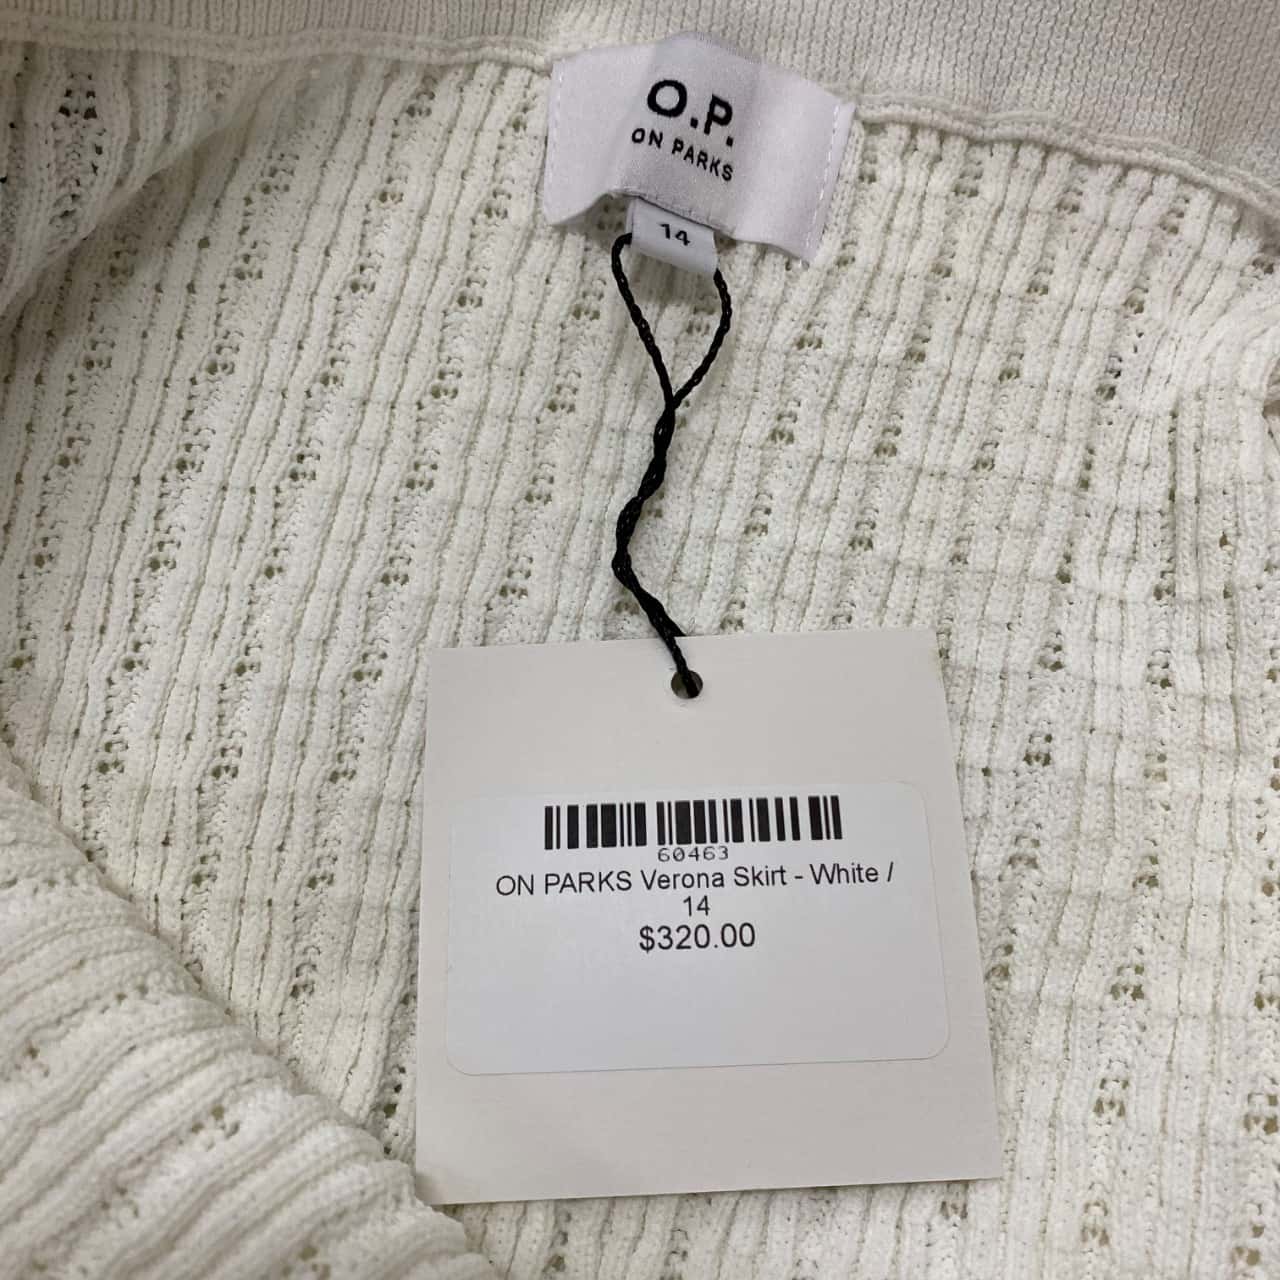 O.P.
ON PARKS
14
60463
ON PARKS Verona Skirt - White /
14
$320.00